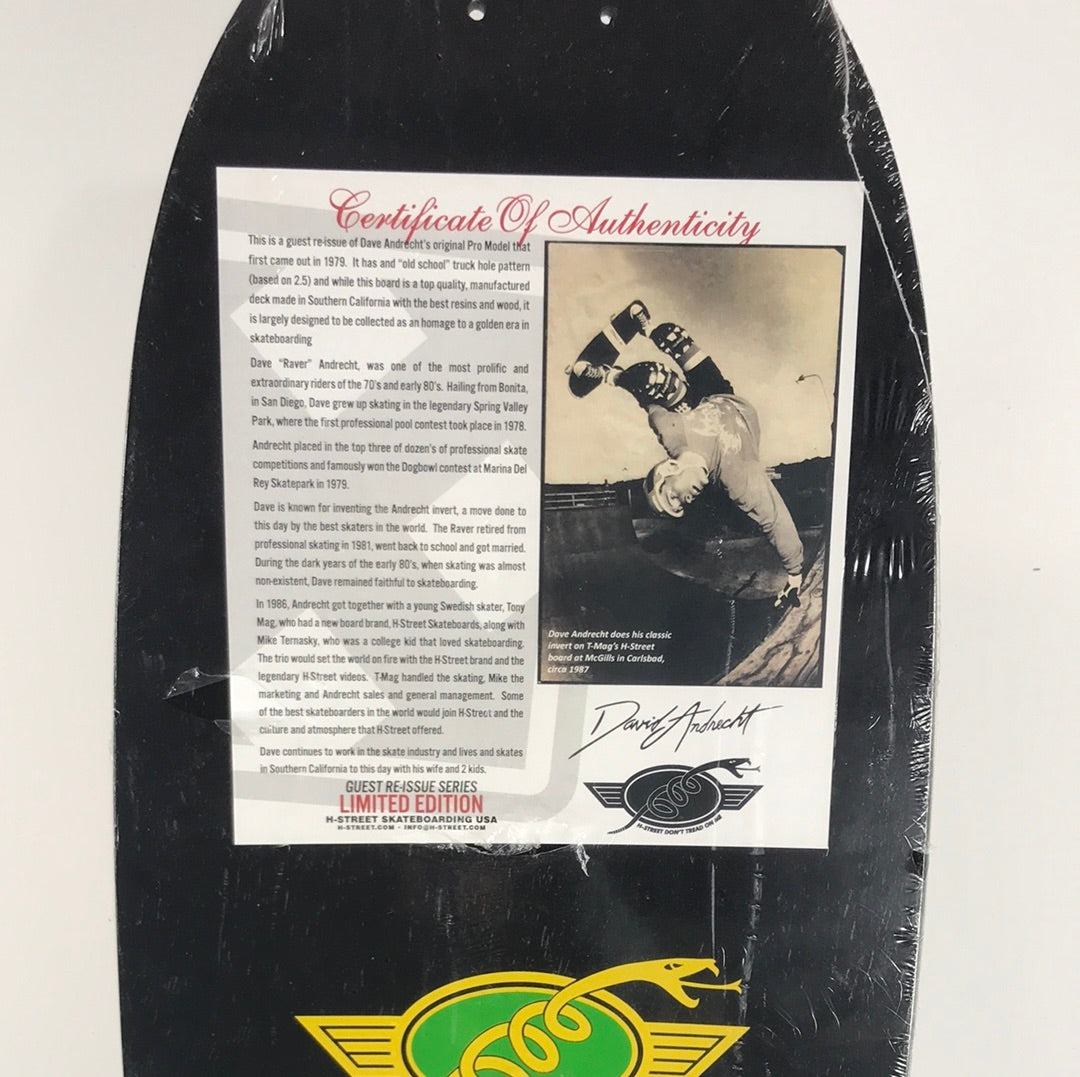 Certificate Of Authenticity
This is a guest re-issue of Dave Andrecht's original Pro Model that
first came out in 1979. It has and "old school" truck hole pattern
(based on 2.5) and while this board is a top quality, manufactured
deck made in Southern California with the best resins and wood, it
is largely designed to be collected as an homage to a golden era in
skateboarding
Dave "Raver" Andrecht, was one of the most prolific and
extraordinary riders of the 70's and early 80's. Hailing from Bonita,
in San Diego, Dave grew up skating in the legendary Spring Valley
Park, where the first professional pool contest took place in 1978.
Andrecht placed in the top three of dozen's of professional skate
competitions and famously won the Dogbowl contest at Marina Del
Rey Skatepark in 1979.
Dave is known for inventing the Andrecht invert, a move done to
this day by the best skaters in the world. The Raver retired from
professional skating in 1981, went back to school and got married.
During the dark years of the early 80's, when skating was almost
non-existent, Dave remained faithful to skateboarding.
In 1986, Andrecht got together with a young Swedish skater, Tony
Mag, who had a new board brand, H-Street Skateboards, along with
Mike Ternasky, who was a college kid that loved skateboarding.
The trio would set the world on fire with the H-Street brand and the
legendary H-Street videos. T-Mag handled the skating, Mike the
marketing and Andrecht sales and general management. Some
of the best skateboarders in the world would join H-Street and the
culture and atmosphere that H-Street offered.
Dave continues to work in the skate industry and lives and skates
in Southern California to this day with his wife and 2 kids.
GUEST RE-ISSUE SERIES
LIMITED EDITION
H-STREET SKATEBOARDING USA
H-STREET.COM - INFO@H-STREET.COM
Dave Andrecht does his classic
invert on T-Mag's H-Street
board at McGills in Carlsbad,
circa 1987
David Andrecht
H-STREET DON'T TREAD ON ME